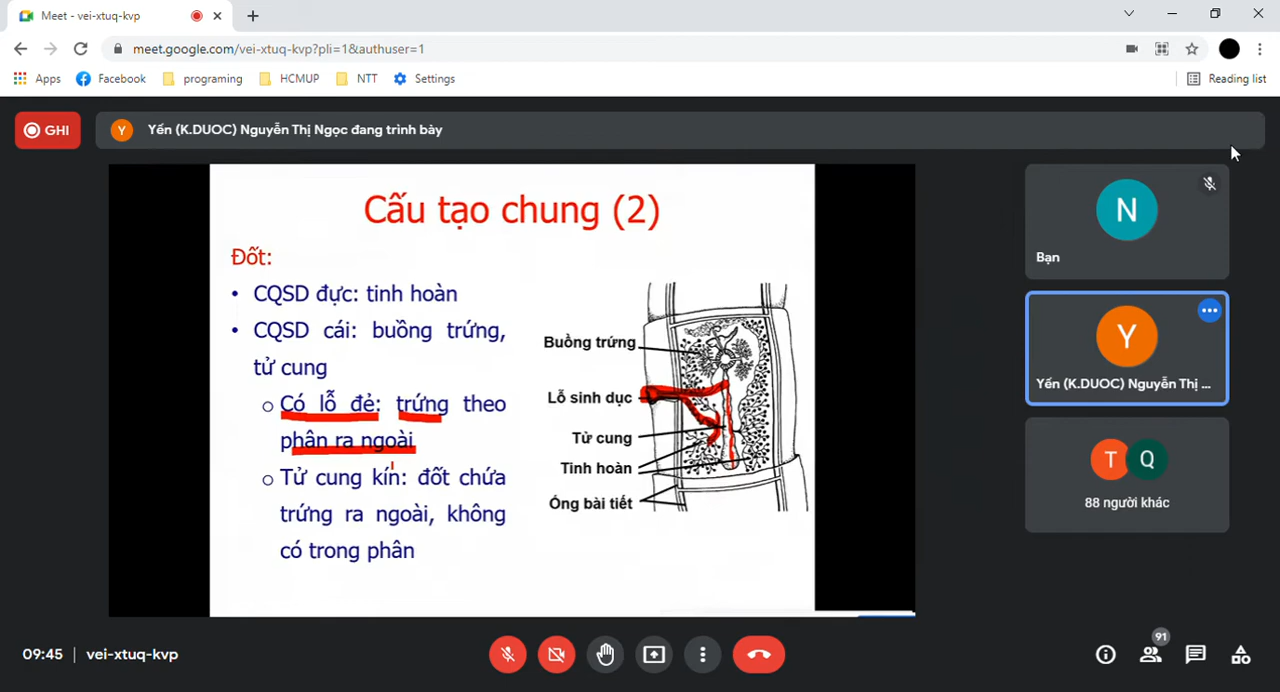 Meet - vei-xtuq-kvp
meet.google.com/vei-xtuq-kvp?pli=1&authuser=1
Apps Facebook programing HCMUP NTT Settings Reading list
GHI
Y Yến (K.DUOC) Nguyễn Thị Ngọc đang trình bày
Cấu tạo chung (2)
Đốt:
• CQSD đực: tinh hoàn
• CQSD cái: buồng trứng,
tử cung
o Có lỗ đẻ: trứng theo
phân ra ngoài
o Tử cung kín: đốt chứa
trứng ra ngoài, không
có trong phân
Buồng trứng
Lỗ sinh dục
Tử cung
Tinh hoàn
Óng bài tiết
N
Bạn
Y
Yến (K.DUOC) Nguyễn Thị ...
T Q
88 người khác
09:45 | vei-xtuq-kvp
91